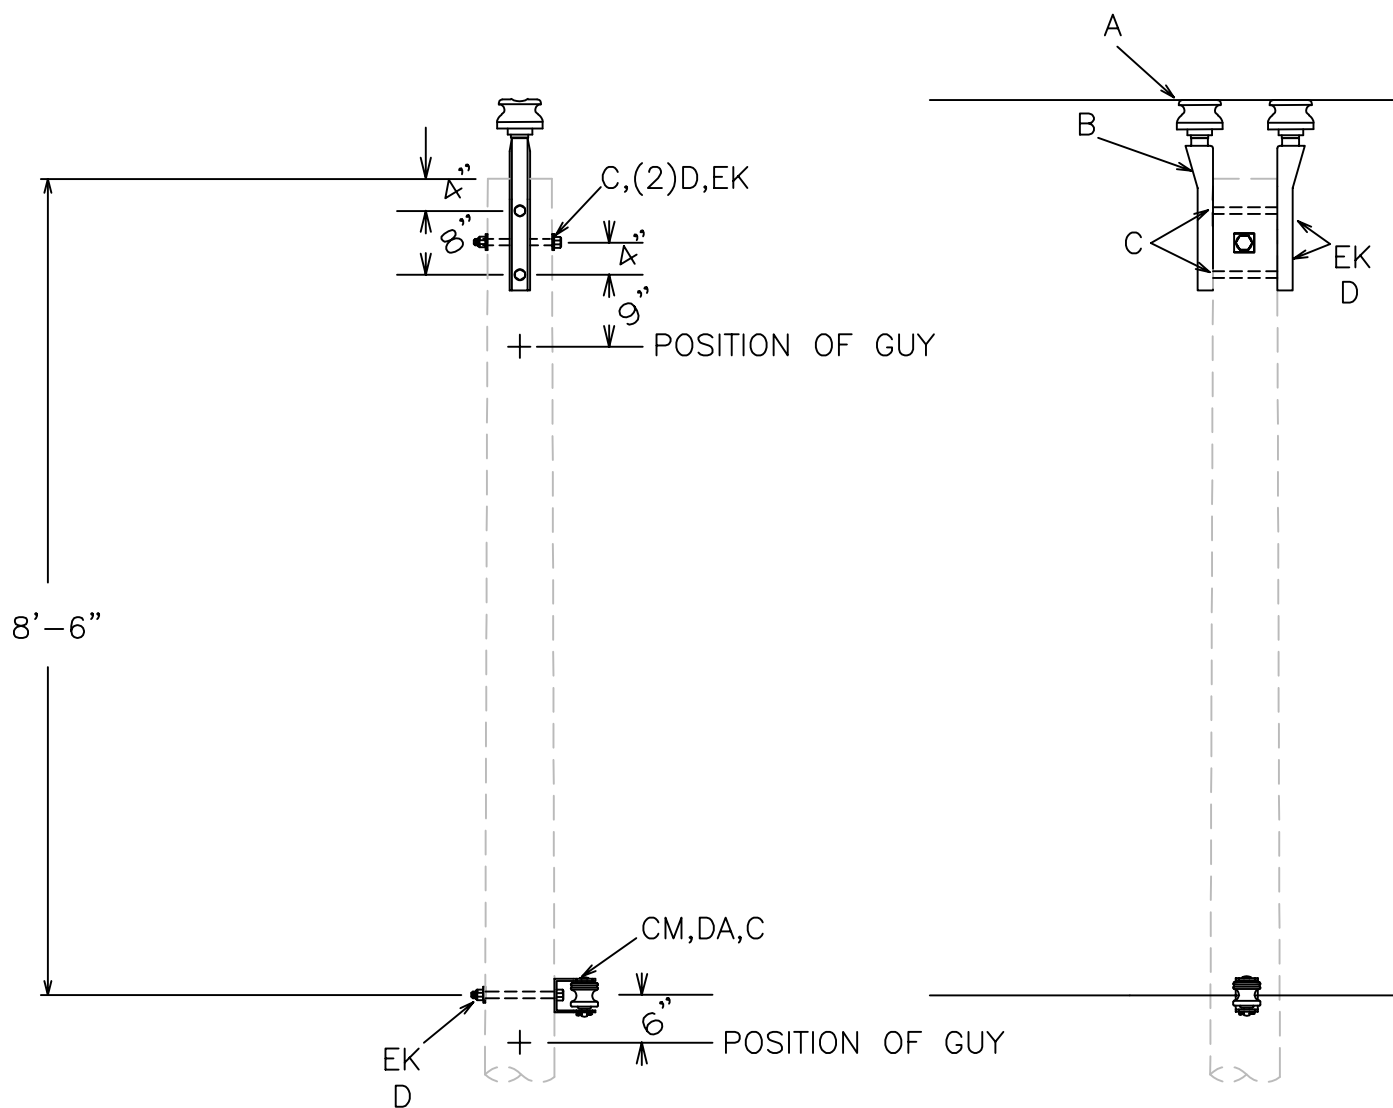 A
B
4”
C,(2)D,EK
8”
4”
C
EK
D
9”
POSITION OF GUY
8’–6”
CM,DA,C
6”
POSITION OF GUY
EK
D